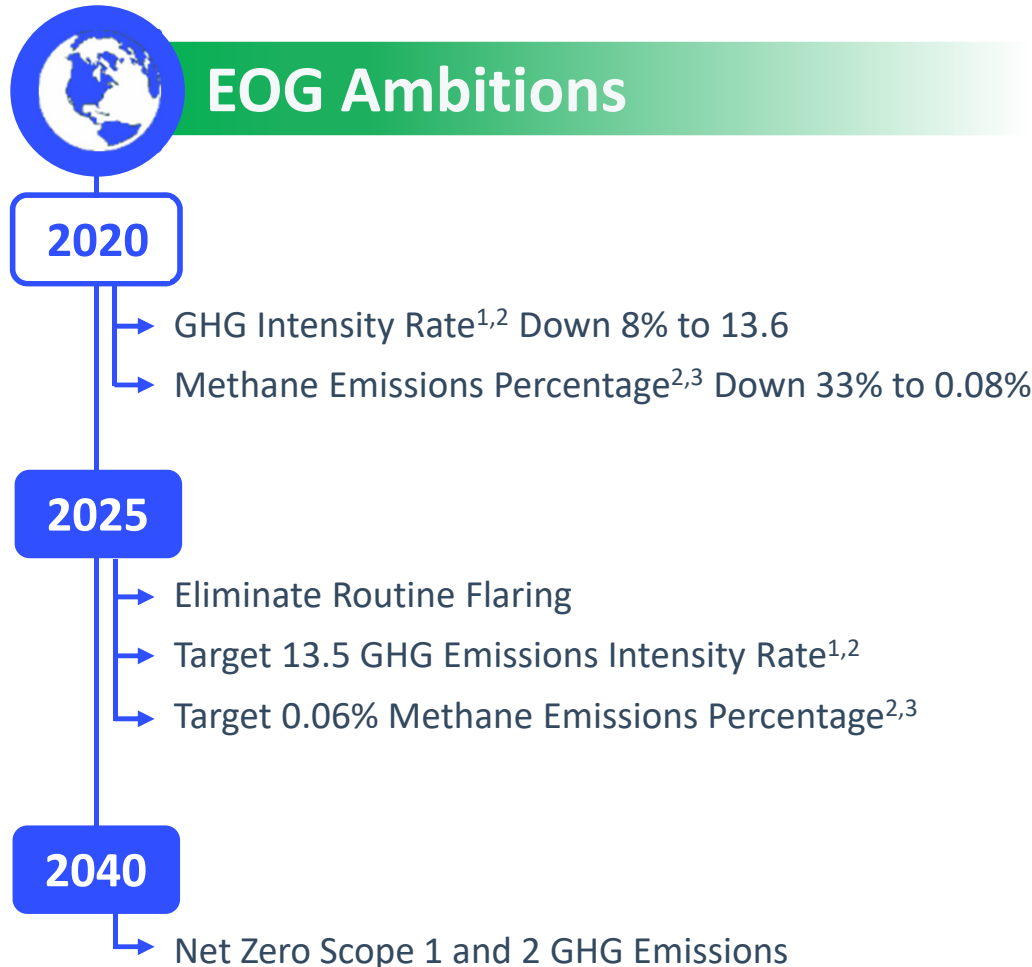 EOG Ambitions
2020
GHG Intensity Rate1,2 Down 8% to 13.6
Methane Emissions Percentage2,3 Down 33% to 0.08%
2025
Eliminate Routine Flaring
Target 13.5 GHG Emissions Intensity Rate1,2
Target 0.06% Methane Emissions Percentage2,3
2040
Net Zero Scope 1 and 2 GHG Emissions